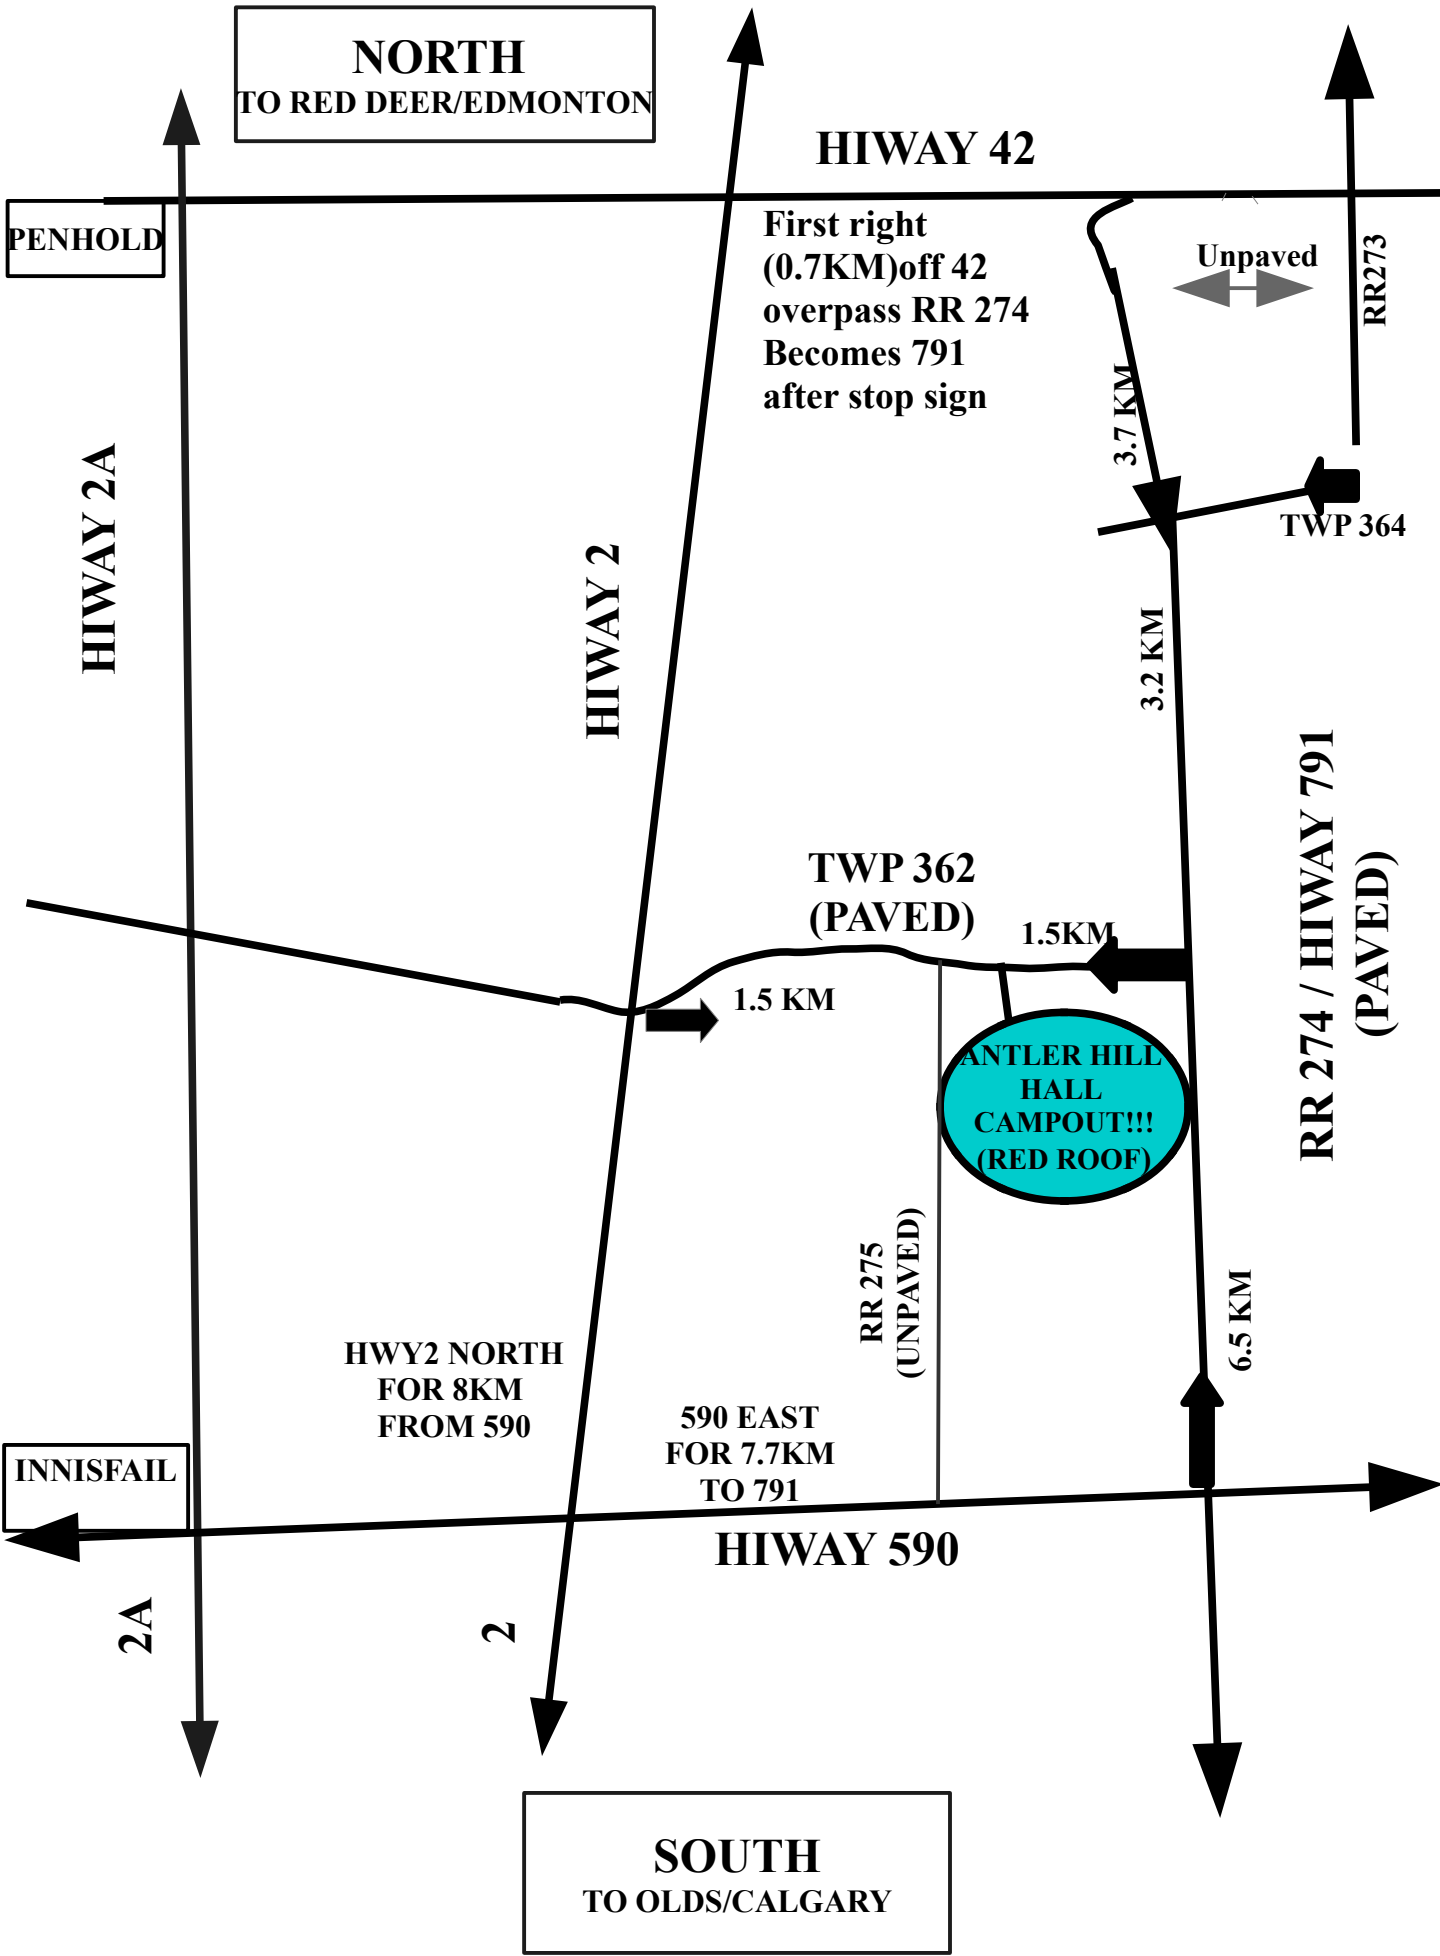 NORTH
TO RED DEER/EDMONTON
HIWAY 42
PENHOLD
First right
(0.7KM)off 42
overpass RR 274
Becomes 791
after stop sign
Unpaved
RR273
3.7 KM
TWP 364
HIWAY 2A
HIWAY 2
3.2 KM
RR 274 / HIWAY 791
(PAVED)
TWP 362
(PAVED)
1.5KM
1.5 KM
ANTLER HILL
HALL
CAMPOUT!!!
(RED ROOF)
RR 275
(UNPAVED)
6.5 KM
HWY2 NORTH
FOR 8KM
FROM 590
590 EAST
FOR 7.7KM
TO 791
INNISFAIL
HIWAY 590
2A
2
SOUTH
TO OLDS/CALGARY